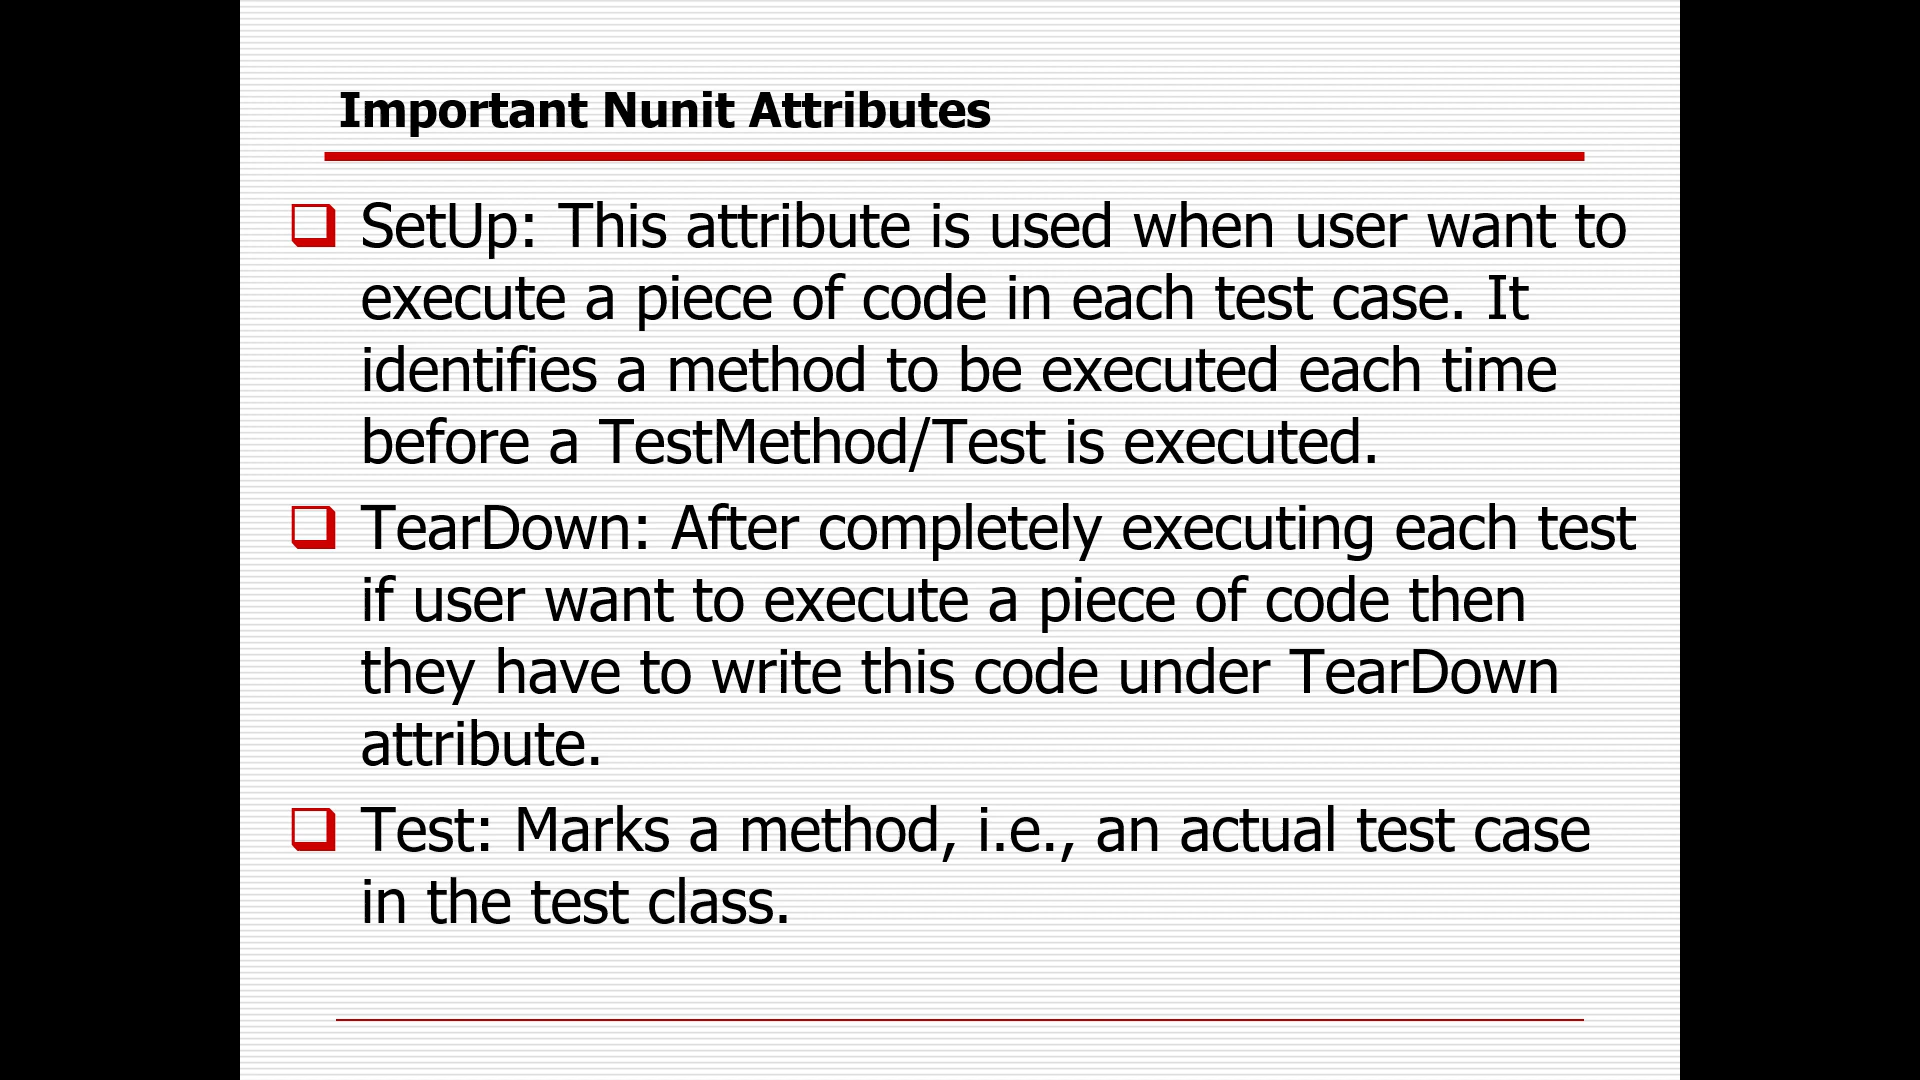 Important Nunit Attributes
SetUp: This attribute is used when user want to
execute a piece of code in each test case. It
identifies a method to be executed each time
before a TestMethod/Test is executed.
TearDown: After completely executing each test
if user want to execute a piece of code then
they have to write this code under TearDown
attribute.
Test: Marks a method, i.e., an actual test case
in the test class.